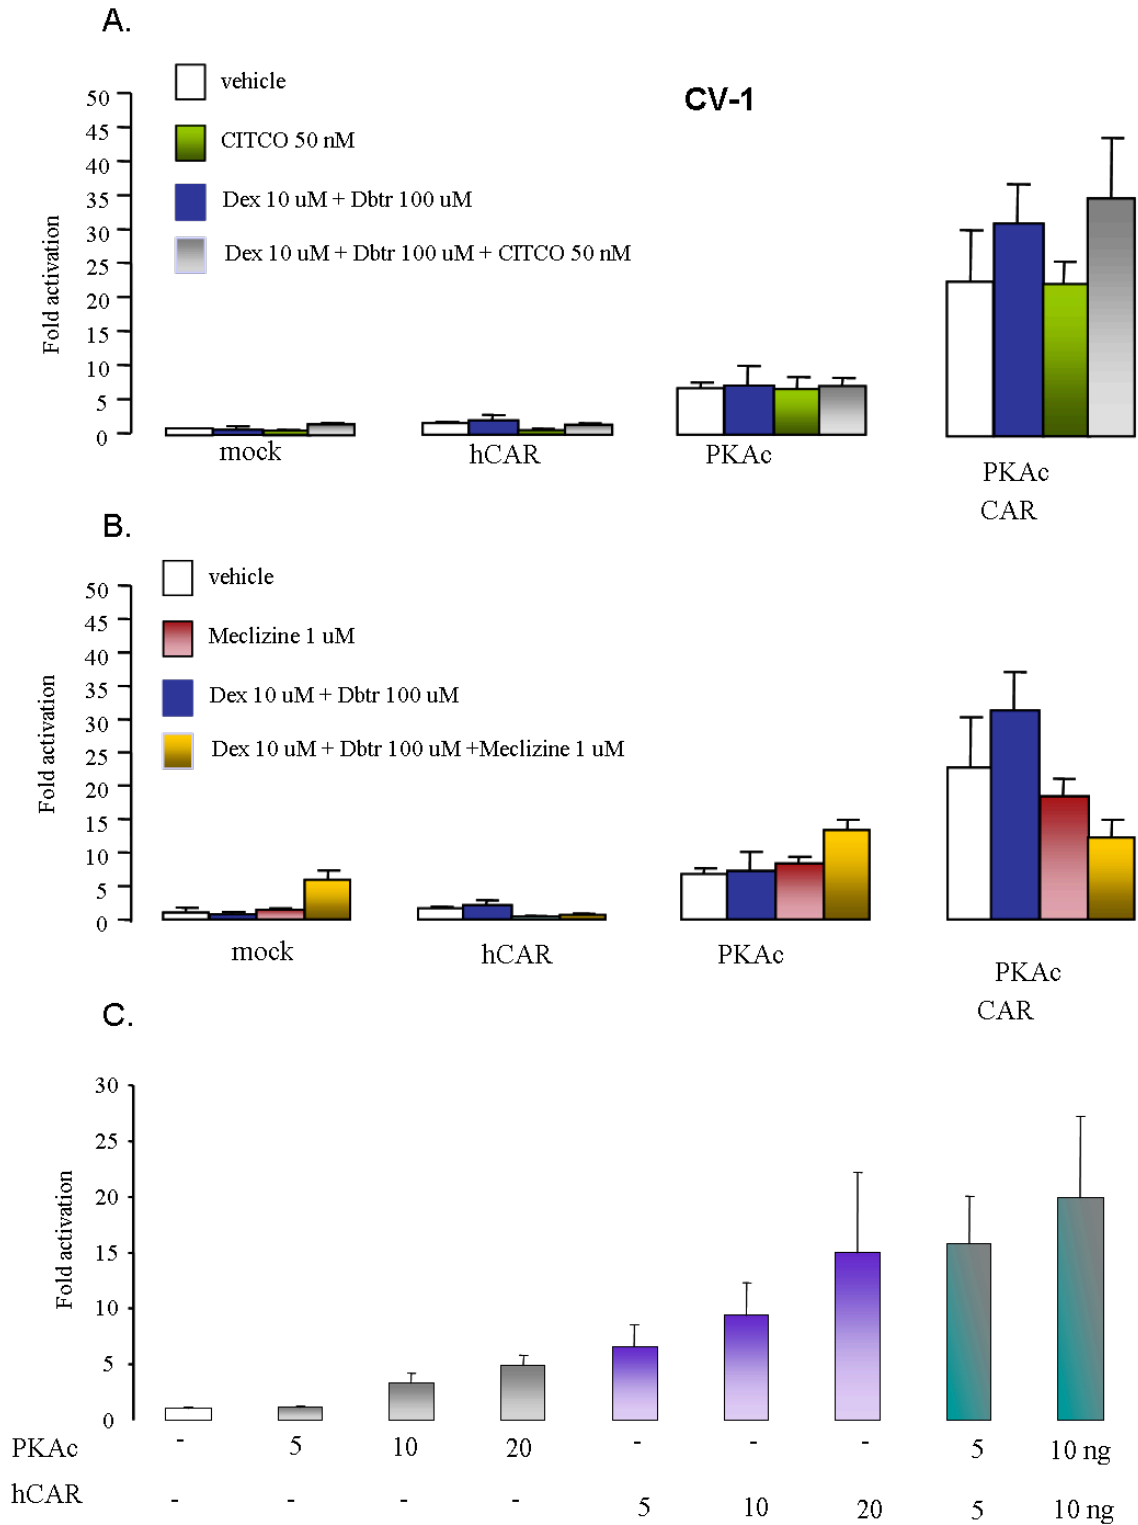 A.
vehicle
CV-1
CITCO 50 nM
Dex 10 uM + Dbtr 100 uM
Dex 10 uM + Dbtr 100 uM + CITCO 50 nM
Fold activation
50
45
40
35
30
25
20
15
10
5
0
mock hCAR PKAc PKAc
CAR
B.
vehicle
Meclizine 1 uM
Dex 10 uM + Dbtr 100 uM
Dex 10 uM + Dbtr 100 uM +Meclizine 1 uM
Fold activation
50
45
40
35
30
25
20
15
10
5
0
mock hCAR PKAc PKAc
CAR
C.
Fold activation
30
25
20
15
10
5
0
PKAc - 5 10 20 - - - 5 10 ng
hCAR - - - - 5 10 20 5 10 ng